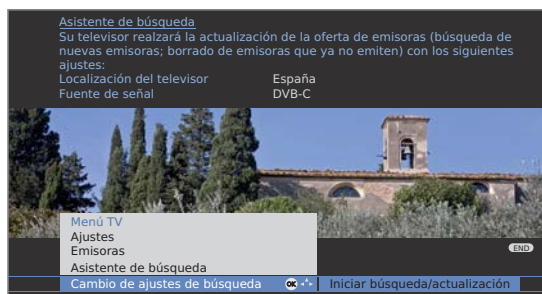 Asistente de búsqueda
Su televisor realzará la actualización de la oferta de emisoras (búsqueda de
nuevas emisoras; borrado de emisoras que ya no emiten) con los siguientes
ajustes:
Localización del televisor España
Fuente de señal DVB-C
Menú TV
Ajustes
Emisoras
END
Asistente de búsqueda
Cambio de ajustes de búsqueda OK Iniciar búsqueda/actualización